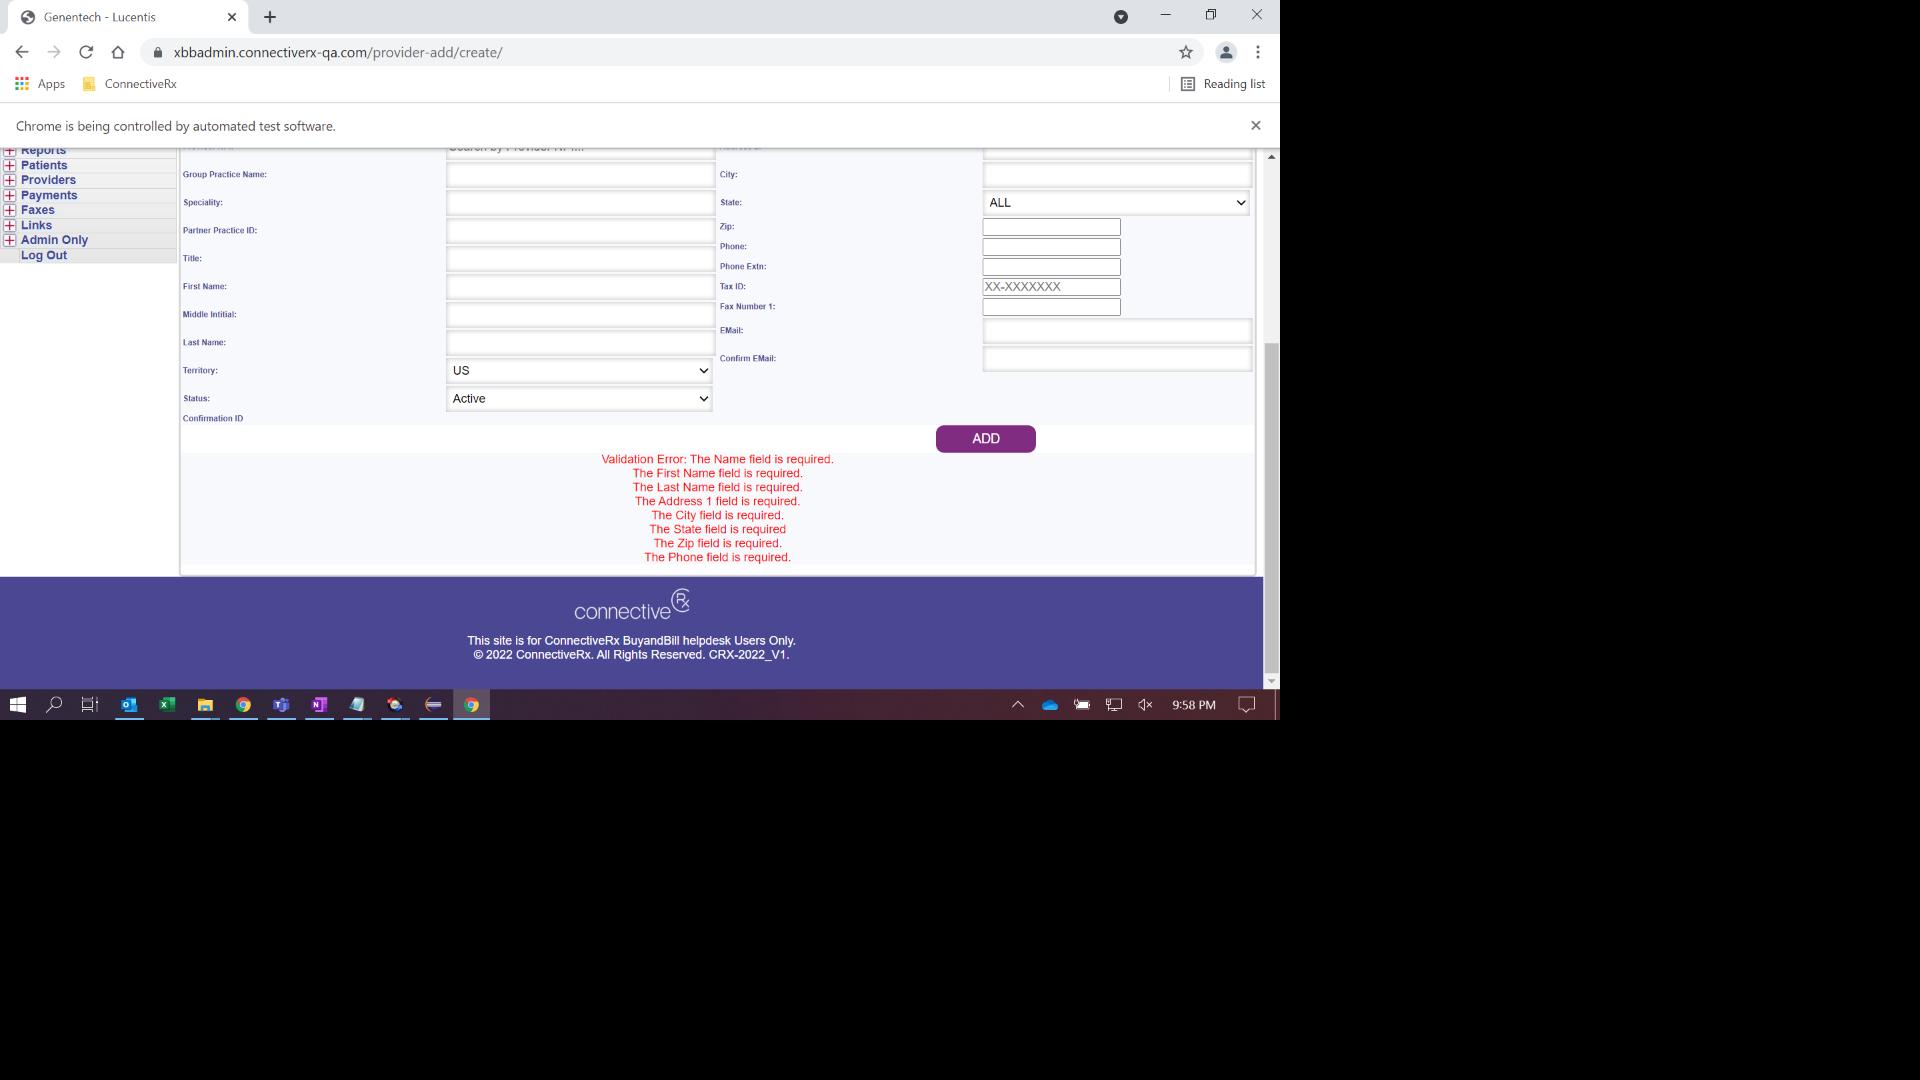 Genentech - Lucentis
xbbadmin.connectiverx-qa.com/provider-add/create/
Apps
ConnectiveRx
Reading list
Chrome is being controlled by automated test software.
Reports
Patients
Providers
Payments
Faxes
Links
Admin Only
Log Out
Search by Provider NPI...
Group Practice Name:
City:
Speciality:
State:
ALL
Partner Practice ID:
Zip:
Phone:
Title:
Phone Extn:
First Name:
Tax ID:
XX-XXXXXXX
Middle Intitial:
Fax Number 1:
Last Name:
EMail:
Territory:
US
Confirm EMail:
Status:
Active
Confirmation ID
ADD
Validation Error: The Name field is required.
The First Name field is required.
The Last Name field is required.
The Address 1 field is required.
The City field is required.
The State field is required
The Zip field is required.
The Phone field is required.
connectiveRx
This site is for ConnectiveRx BuyandBill helpdesk Users Only.
© 2022 ConnectiveRx. All Rights Reserved. CRX-2022_V1.
9:58 PM